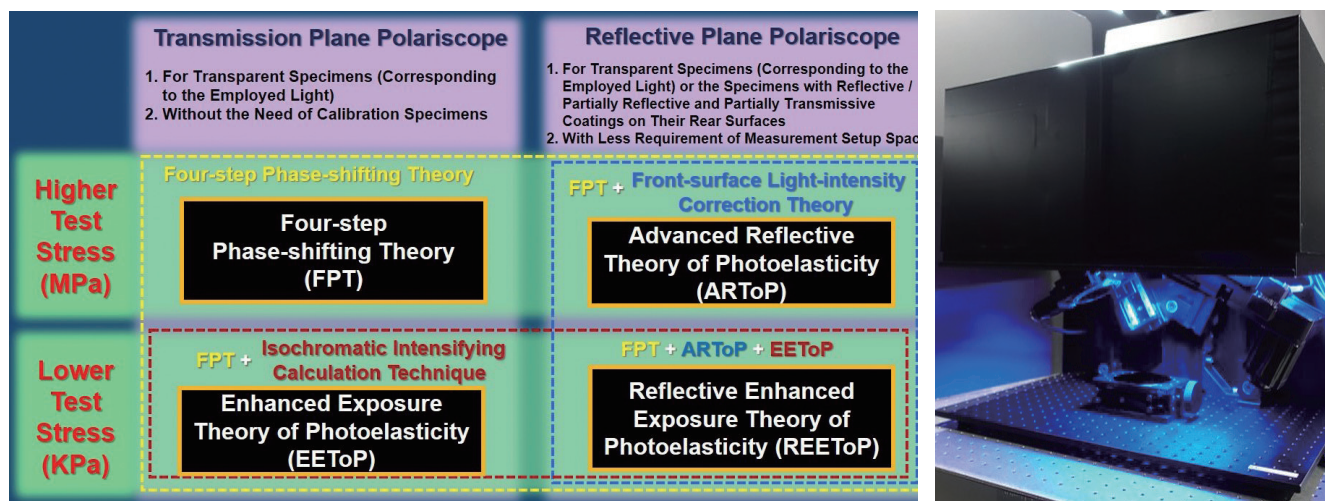 Transmission Plane Polariscope
1. For Transparent Specimens (Corresponding
to the Employed Light)
2. Without the Need of Calibration Specimens
Reflective Plane Polariscope
1. For Transparent Specimens (Corresponding to the
Employed Light) or the Specimens with Reflective /
Partially Reflective and Partially Transmissive
Coatings on Their Rear Surfaces
2. With Less Requirement of Measurement Setup Spac
Higher
Test
Stress
(MPa)
Four-step Phase-shifting Theory
Four-step
Phase-shifting Theory
(FPT)
FPT + Front-surface Light-intensity
Correction Theory
Advanced Reflective
Theory of Photoelasticity
(ARToP)
Lower
Test
Stress
(KPa)
FPT + Isochromatic Intensifying
Calculation Technique
Enhanced Exposure
Theory of Photoelasticity
(EEToP)
FPT + ARToP + EEToP
Reflective Enhanced
Exposure Theory of
Photoelasticity (REEToP)